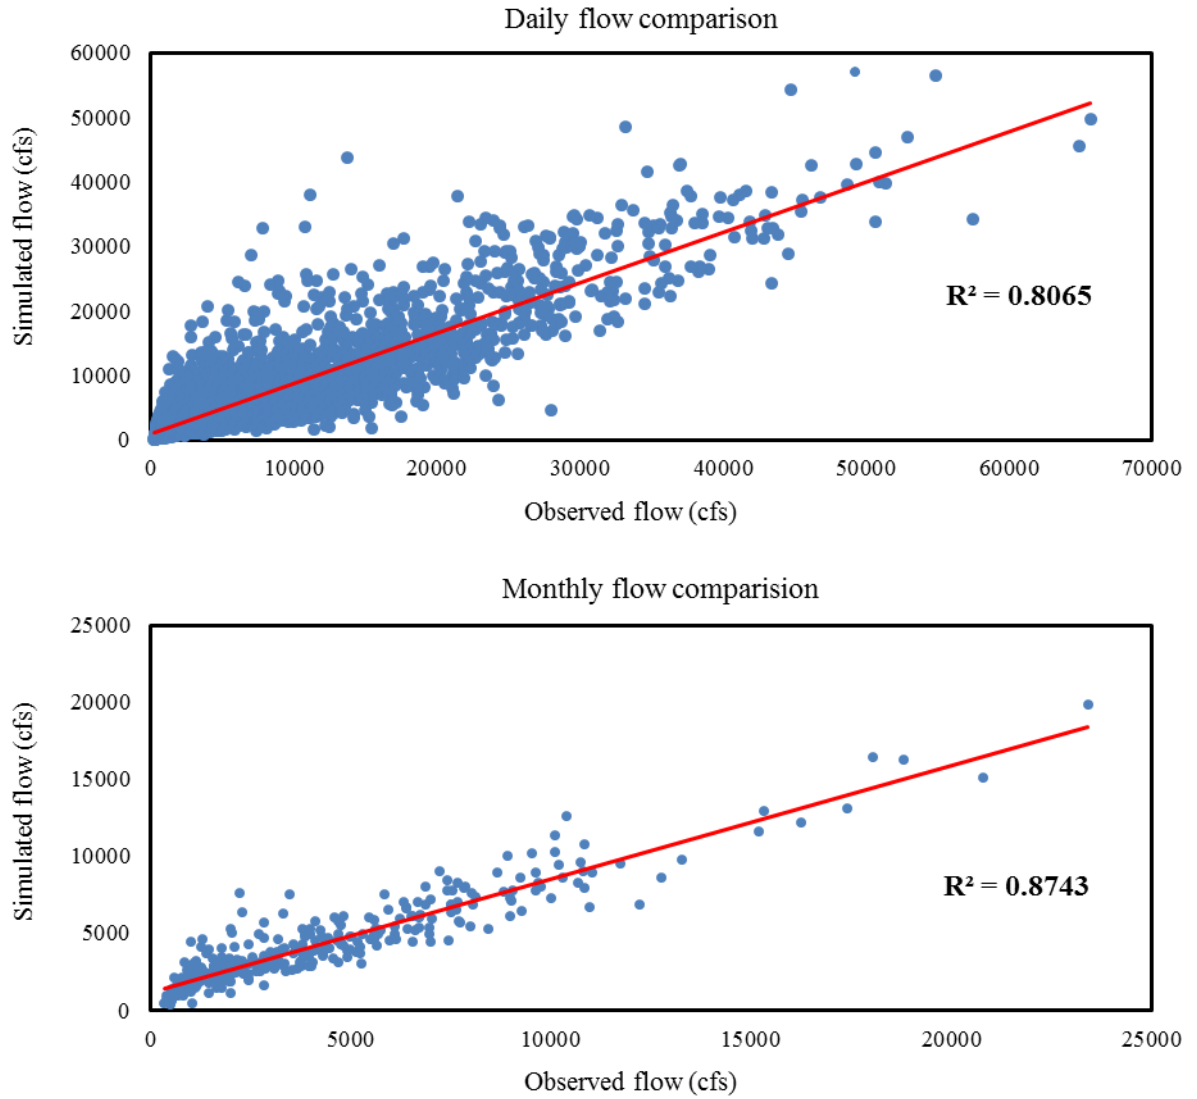 Daily flow comparison
60000
50000
40000
30000
20000
10000
0
Simulated flow (cfs)
R² = 0.8065
0 10000 20000 30000 40000 50000 60000 70000
Observed flow (cfs)
Monthly flow comparision
25000
20000
15000
10000
5000
0
Simulated flow (cfs)
R² = 0.8743
0 5000 10000 15000 20000 25000
Observed flow (cfs)